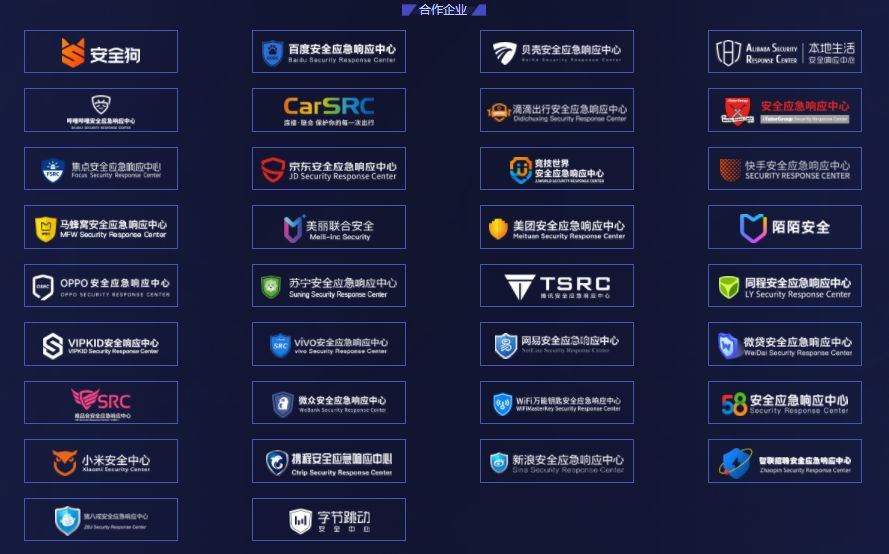 合作企业
安全狗
百度安全应急响应中心
Baidu Security Response Center
贝壳安全应急响应中心
Beike Security Response Center
ALIBABA SECURITY
RESPONSE CENTER
本地生活
安全响应中心
哔哩哔哩安全应急响应中心
BILIBILI SECURITY RESPONSE CENTER
CarSRC
连接·联合 保护你的每一次出行
滴滴出行安全应急响应中心
Didichuxing Security Response Center
安全应急响应中心
Security Response Center
FSRC
焦点安全应急响应中心
Focus Security Response Center
京东安全应急响应中心
JD Security Response Center
竞技世界
安全应急响应中心
JJWORLD SECURITY RESPONSE CENTER
快手安全应急响应中心
SECURITY RESPONSE CENTER
马蜂窝安全应急响应中心
MFW Security Response Center
美丽联合安全
Meili-inc Security
美团安全应急响应中心
Meituan Security Response Center
陌陌安全
OSRC
OPPO 安全应急响应中心
OPPO SECURITY RESPONSE CENTER
苏宁安全应急响应中心
Suning Security Response Center
TSRC
腾讯安全应急响应中心
同程安全应急响应中心
LY Security Response Center
VIPKID安全响应中心
VIPKID Security Response Center
SRC
vivo安全应急响应中心
vivo Security Response Center
网易安全应急响应中心
NetEase Security Response Center
微贷安全应急响应中心
WeiDai Security Response Center
SRC
唯品会安全应急响应中心
微众安全应急响应中心
WeBank Security Response Center
WiFi万能钥匙安全应急响应中心
WiFiMasterKey Security Response Center
58 安全应急响应中心
Security Response Center
小米安全中心
Xiaomi Security Center
携程安全应急响应中心
Ctrip Security Response Center
新浪安全应急响应中心
Sina Security Response Center
智联招聘安全应急响应中心
Zhaopin Security Response Center
猪八戒安全应急响应中心
ZBJ Security Response Center
字节跳动
安全中心